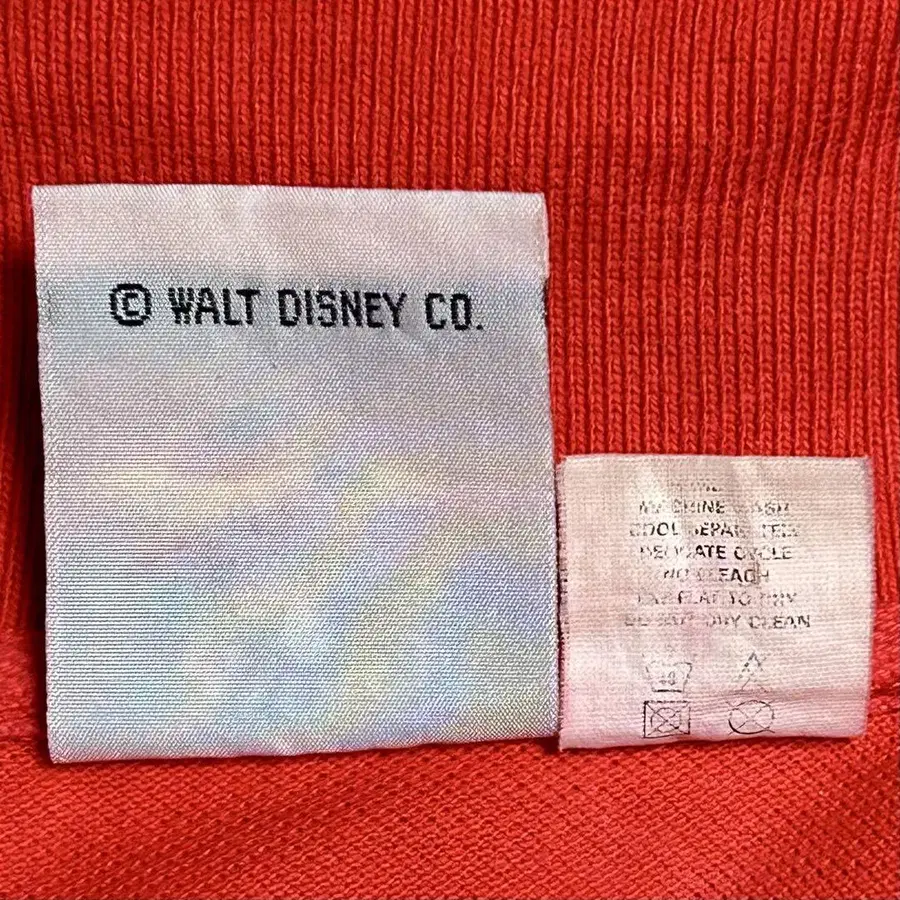 © WALT DISNEY CO.
MACHINE WASH
COOL SEPARATELY
DELICATE CYCLE
NO BLEACH
LAY FLAT TO DRY
DO NOT DRY CLEAN
40